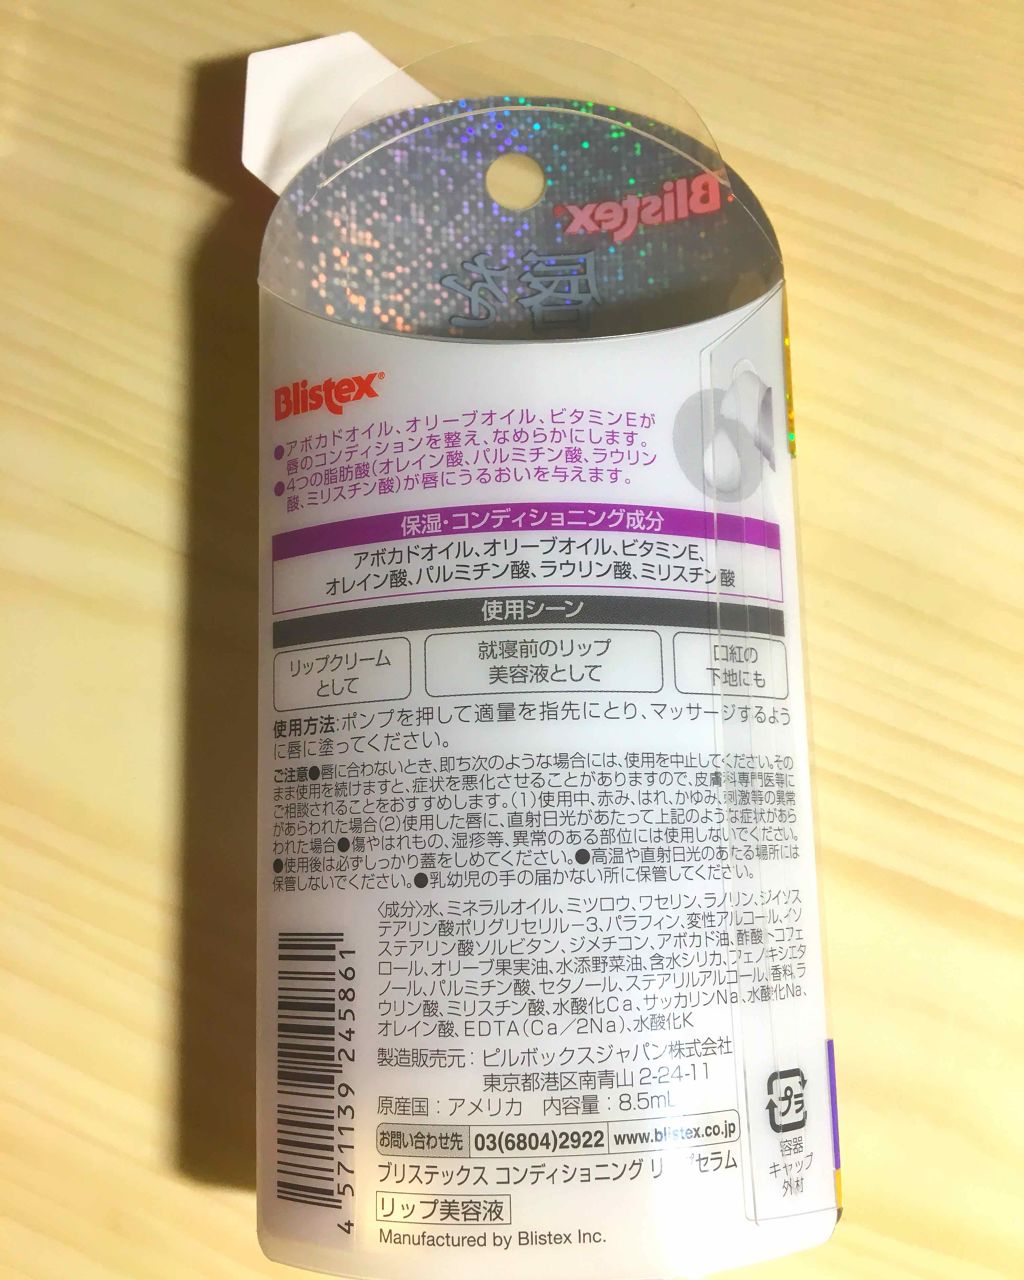 Blistex®
Blistex®
●アボカドオイル、オリーブオイル、ビタミンEが
唇のコンディションを整え、なめらかにします。
●4つの脂肪酸(オレイン酸、パルミチン酸、ラウリン
酸、ミリスチン酸)が唇にうるおいを与えます。
保湿・コンディショニング成分
アボカドオイル、オリーブオイル、ビタミンE、
オレイン酸、パルミチン酸、ラウリン酸、ミリスチン酸
使用シーン
リップクリーム
として
就寝前のリップ
美容液として
口紅の
下地にも
使用方法:ポンプを押して適量を指先にとり、マッサージするよう
に唇に塗ってください。
ご注意●唇に合わないとき、即ち次のような場合には、使用を中止してください。その
まま使用を続けますと、症状を悪化させることがありますので、皮膚科専門医等に
ご相談されることをおすすめします。(1)使用中、赤み、はれ、かゆみ、刺激等の異常
があらわれた場合(2)使用した唇に、直射日光があたって上記のような症状があら
われた場合●傷やはれもの、湿疹等、異常のある部位には使用しないでください。
●使用後は必ずしっかり蓋をしめてください。●高温や直射日光のあたる場所には
保管しないでください。●乳幼児の手の届かない所に保管してください。
〈成分〉水、ミネラルオイル、ミツロウ、ワセリン、ラノリン、ジイソス
テアリン酸ポリグリセリル-3、パラフィン、変性アルコール、イソ
ステアリン酸ソルビタン、ジメチコン、アボカド油、酢酸トコフェ
ロール、オリーブ果実油、水添野菜油、含水シリカ、フェノキシエタ
ノール、パルミチン酸、セタノール、ステアリルアルコール、香料、ラ
ウリン酸、ミリスチン酸、水酸化Ca、サッカリンNa、水酸化Na、
オレイン酸、EDTA(Ca/2Na)、水酸化K
製造販売元:ピルボックスジャパン株式会社
東京都港区南青山 2-24-11
原産国:アメリカ 内容量:8.5mL
お問い合わせ先 03(6804)2922 www.blistex.co.jp
ブリステックス コンディショニング リップセラム
リップ美容液
Manufactured by Blistex Inc.
4571139245861
プラ
容器
キャップ
外材